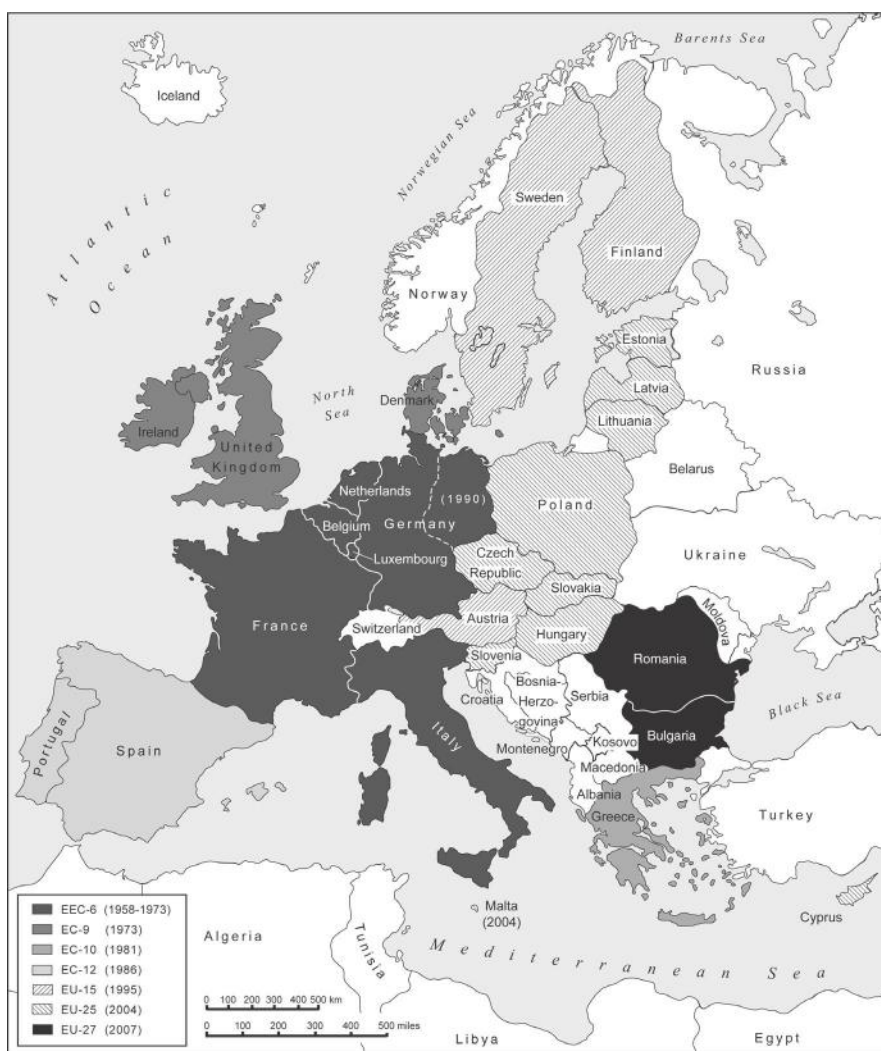 Barents Sea
Iceland
Norwegian Sea
Atlantic
Ocean
Sweden
Finland
Norway
Estonia
Russia
Latvia
North
Sea
Denmark
Lithuania
Ireland
United
Kingdom
Belarus
Netherlands
(1990)
Poland
Belgium
Germany
Luxembourg
Czech
Republic
Ukraine
Slovakia
France
Switzerland
Austria
Hungary
Moldova
Slovenia
Romania
Croatia
Bosnia-
Herzo-
govina
Serbia
Black Sea
Portugal
Spain
Italy
Montenegro
Kosovo
Bulgaria
Macedonia
Albania
Greece
Turkey
Malta
(2004)
Cyprus
Algeria
Tunisia
Mediterranean Sea
Libya
Egypt
EEC-6 (1958-1973)
EC-9 (1973)
EC-10 (1981)
EC-12 (1986)
EU-15 (1995)
EU-25 (2004)
EU-27 (2007)
0 100 200 300 400 500 km
0 100 200 300 400 500 miles